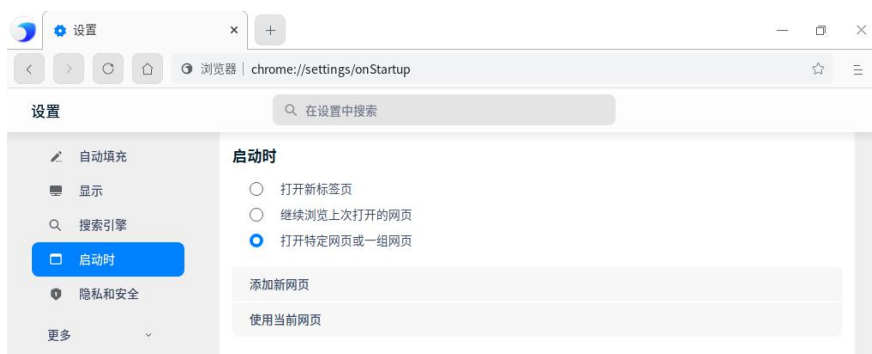 设置
浏览器 | chrome://settings/onStartup
设置
在设置中搜索
自动填充
显示
搜索引擎
启动时
隐私和安全
更多
启动时
打开新标签页
继续浏览上次打开的网页
打开特定网页或一组网页
添加新网页
使用当前网页